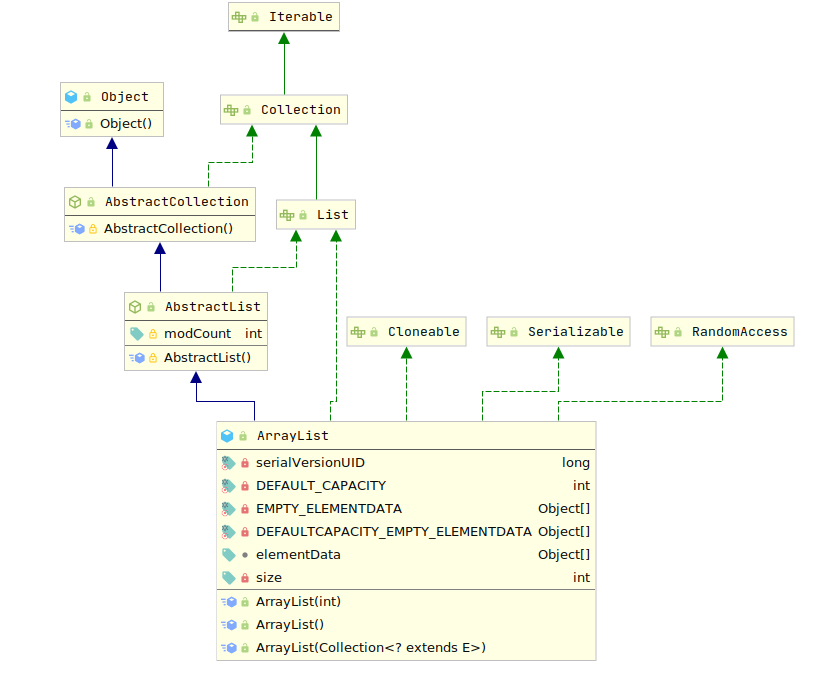 Iterable
Object
Object()
Collection
AbstractCollection
AbstractCollection()
List
AbstractList
modCount int
AbstractList()
Cloneable
Serializable
RandomAccess
ArrayList
serialVersionUID long
DEFAULT_CAPACITY int
EMPTY_ELEMENTDATA Object[]
DEFAULTCAPACITY_EMPTY_ELEMENTDATA Object[]
elementData Object[]
size int
ArrayList(int)
ArrayList()
ArrayList(Collection<? extends E>)